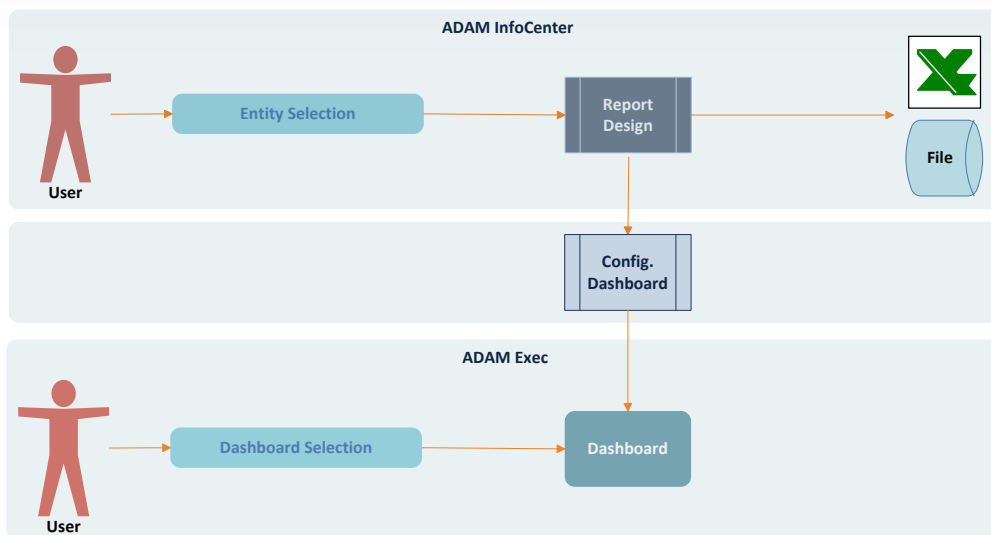 ADAM InfoCenter
Entity Selection
Report
Design
File
User
Config.
Dashboard
ADAM Exec
Dashboard Selection
Dashboard
User